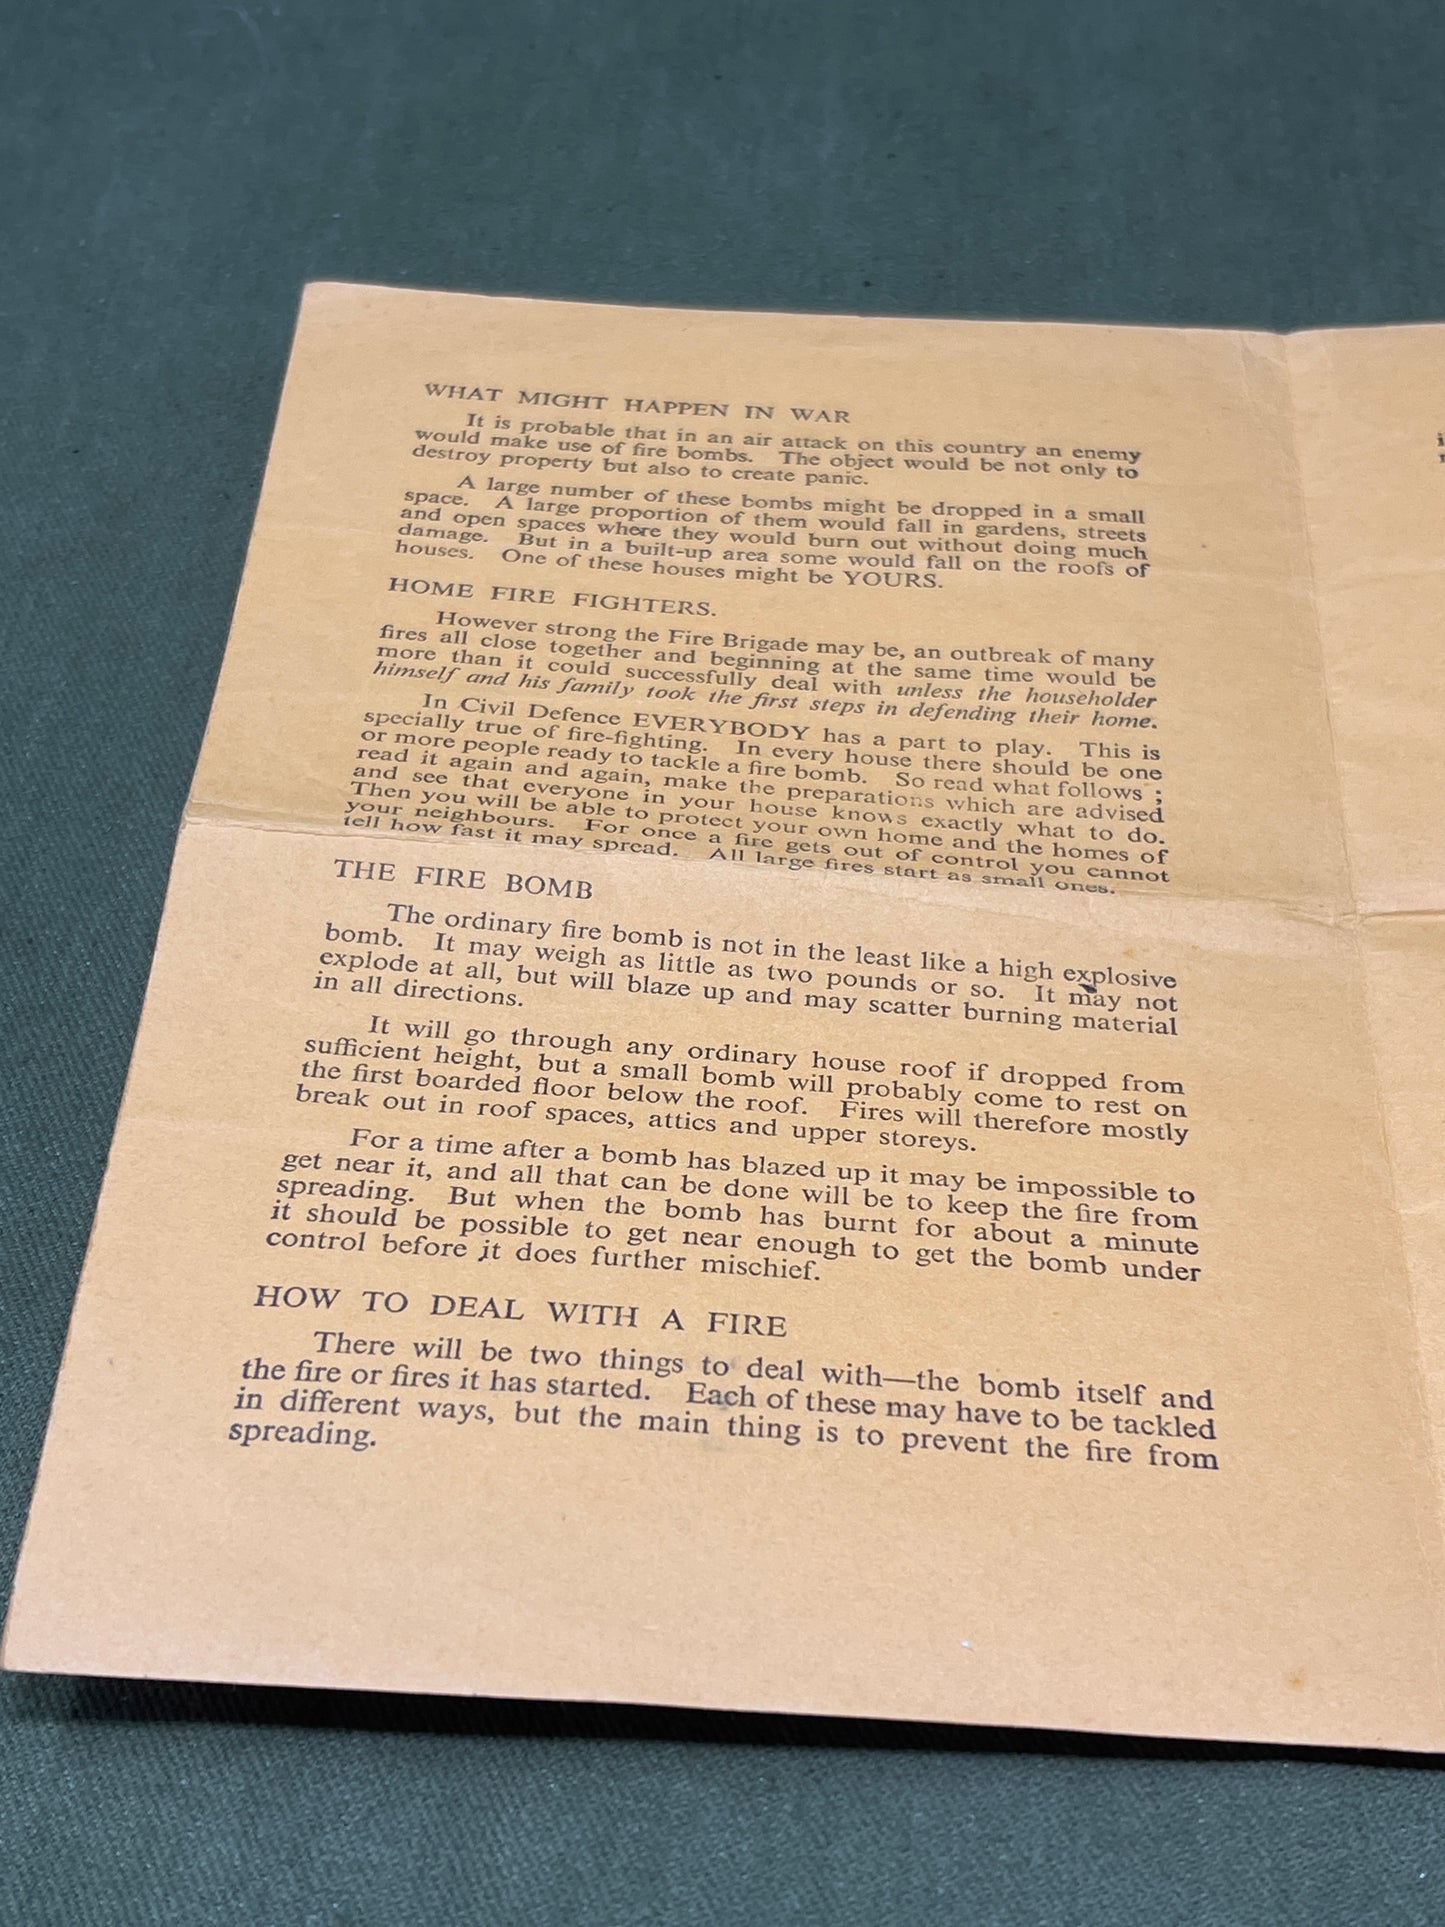 WHAT MIGHT HAPPEN IN WAR
It is probable that in an air attack on this country an enemy
would make use of fire bombs. The object would be not only to
destroy property but also to create panic.
A large number of these bombs might be dropped in a small
space. A large proportion of them would fall in gardens, streets
and open spaces where they would burn out without doing much
damage. But in a built-up area some would fall on the roofs of
houses. One of these houses might be YOURS.
HOME FIRE FIGHTERS.
However strong the Fire Brigade may be, an outbreak of many
fires all close together and beginning at the same time would be
more than it could successfully deal with unless the householder
himself and his family took the first steps in defending their home.
In Civil Defence EVERYBODY has a part to play. This is
specially true of fire-fighting. In every house there should be one
or more people ready to tackle a fire bomb. So read what follows ;
read it again and again, make the preparations which are advised
and see that everyone in your house knows exactly what to do.
Then you will be able to protect your own home and the homes of
your neighbours. For once a fire gets out of control you cannot
tell how fast it may spread. All large fires start as small ones.
THE FIRE BOMB
The ordinary fire bomb is not in the least like a high explosive
bomb. It may weigh as little as two pounds or so. It may not
explode at all, but will blaze up and may scatter burning material
in all directions.
It will go through any ordinary house roof if dropped from
sufficient height, but a small bomb will probably come to rest on
the first boarded floor below the roof. Fires will therefore mostly
break out in roof spaces, attics and upper storeys.
For a time after a bomb has blazed up it may be impossible to
get near it, and all that can be done will be to keep the fire from
spreading. But when the bomb has burnt for about a minute
it should be possible to get near enough to get the bomb under
control before it does further mischief.
HOW TO DEAL WITH A FIRE
There will be two things to deal with—the bomb itself and
the fire or fires it has started. Each of these may have to be tackled
in different ways, but the main thing is to prevent the fire from
spreading.